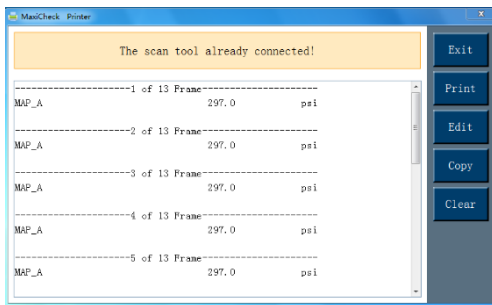 MaxiCheck Printer
x
The scan tool already connected!
Exit
Print
Edit
Copy
Clear
---------------------1 of 13 Frame---------------------
MAP_A 297.0 psi
---------------------2 of 13 Frame---------------------
MAP_A 297.0 psi
---------------------3 of 13 Frame---------------------
MAP_A 297.0 psi
---------------------4 of 13 Frame---------------------
MAP_A 297.0 psi
---------------------5 of 13 Frame---------------------
MAP_A 297.0 psi